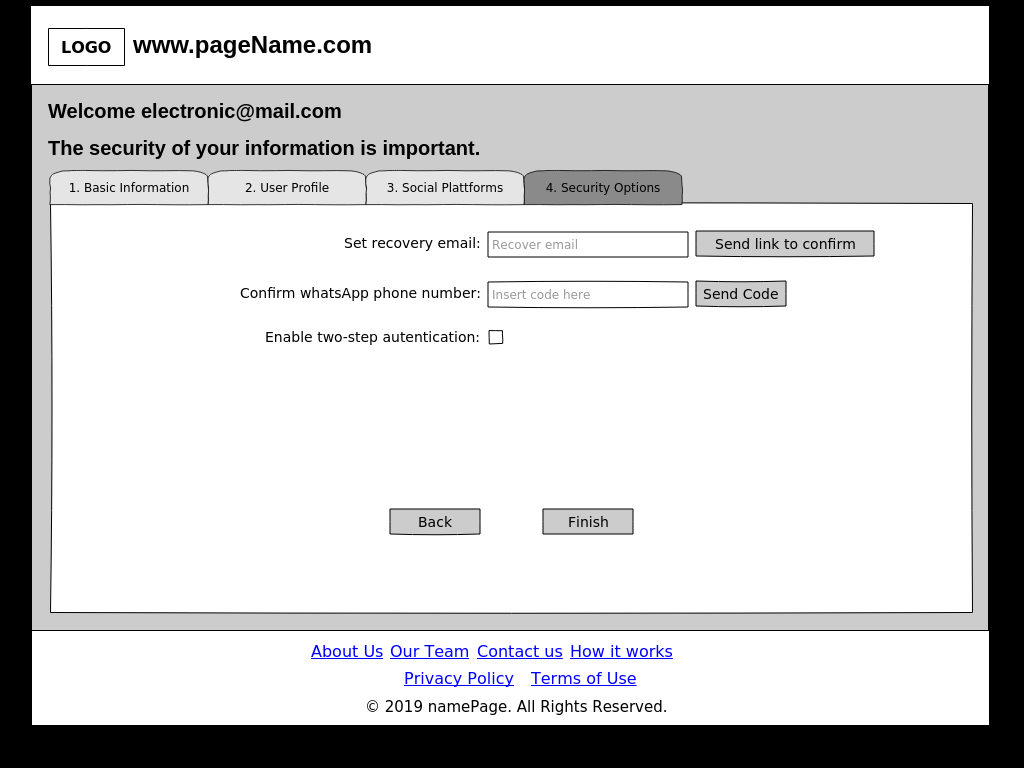 LOGO www.pageName.com
Welcome electronic@mail.com
The security of your information is important.
1. Basic Information 2. User Profile 3. Social Plattforms 4. Security Options
Set recovery email: Recover email Send link to confirm
Confirm whatsApp phone number: Insert code here Send Code
Enable two-step autentication:
Back Finish
About Us Our Team Contact us How it works
Privacy Policy Terms of Use
© 2019 namePage. All Rights Reserved.